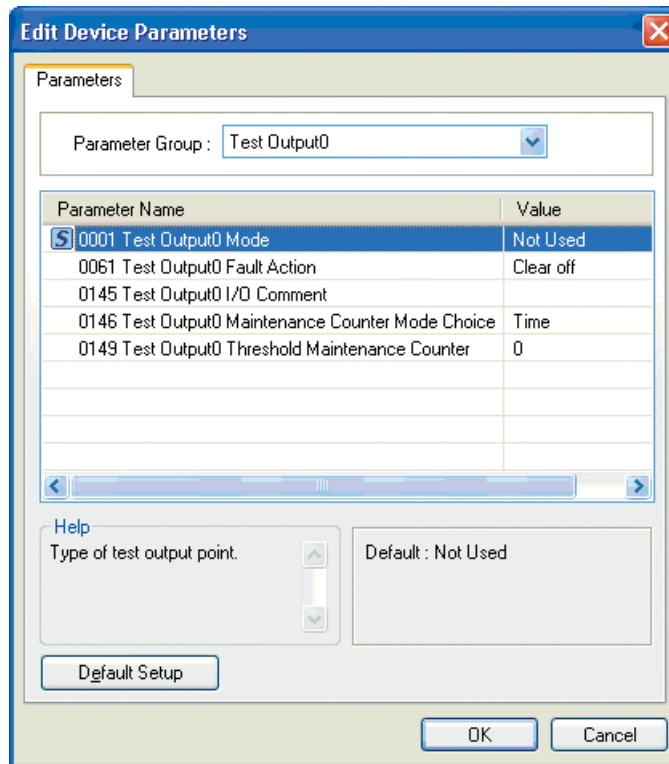 Edit Device Parameters
Parameters
Parameter Group : Test Output0
Parameter Name Value
S 0001 Test Output0 Mode Not Used
0061 Test Output0 Fault Action Clear off
0145 Test Output0 I/O Comment
0146 Test Output0 Maintenance Counter Mode Choice Time
0149 Test Output0 Threshold Maintenance Counter 0
Help
Type of test output point.
Default : Not Used
Default Setup
OK Cancel